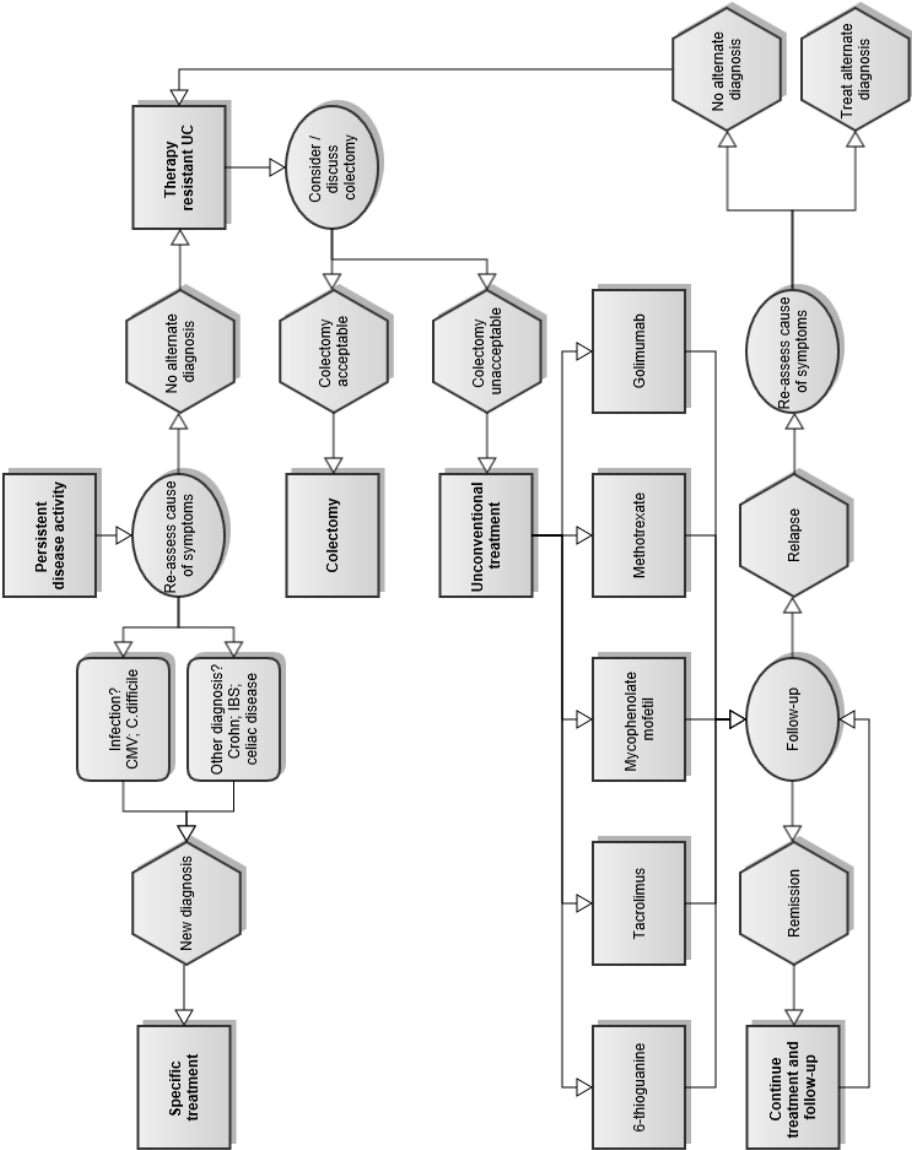 Persistent
disease activity
Infection?
CMV; C.difficile
Specific
treatment
New diagnosis
Re-assess cause
of symptoms
No alternate
diagnosis
Therapy
resistant UC
Other diagnosis?
Crohn; IBS;
celiac disease
Colectomy
Colectomy
acceptable
Consider /
discuss
colectomy
Unconventional
treatment
Colectomy
unacceptable
6-thioguanine
Tacrolimus
Mycophenolate
mofetil
Methotrexate
Golimumab
Continue
treatment and
follow-up
Remission
Follow-up
Relapse
Re-assess cause
of symptoms
No alternate
diagnosis
Treat alternate
diagnosis